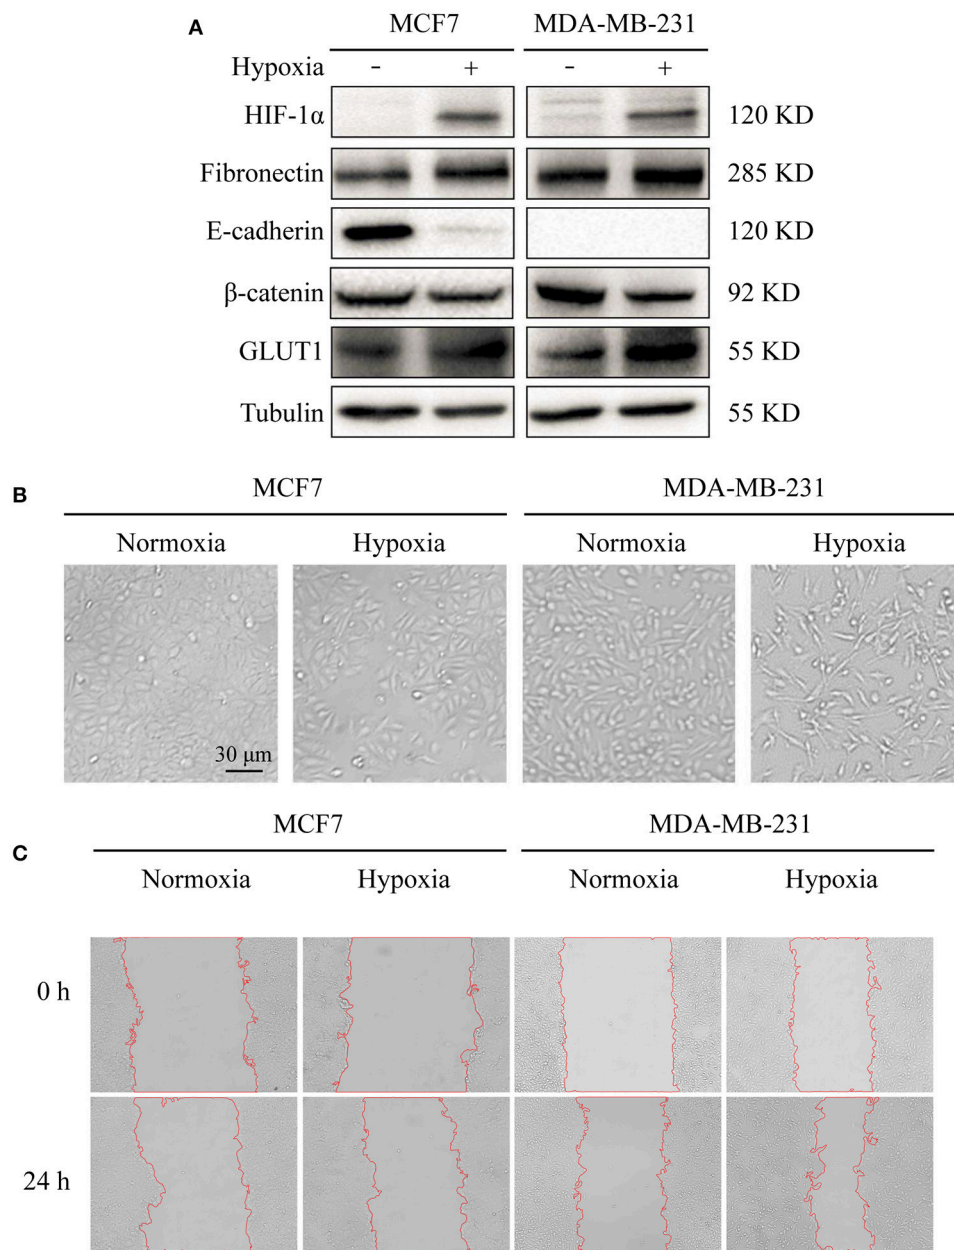 A
MCF7 MDA-MB-231
Hypoxia - + - +
HIF-1α 120 KD
Fibronectin 285 KD
E-cadherin 120 KD
β-catenin 92 KD
GLUT1 55 KD
Tubulin 55 KD
B
MCF7 MDA-MB-231
Normoxia Hypoxia Normoxia Hypoxia
30 μm
C
MCF7 MDA-MB-231
Normoxia Hypoxia Normoxia Hypoxia
0 h
24 h